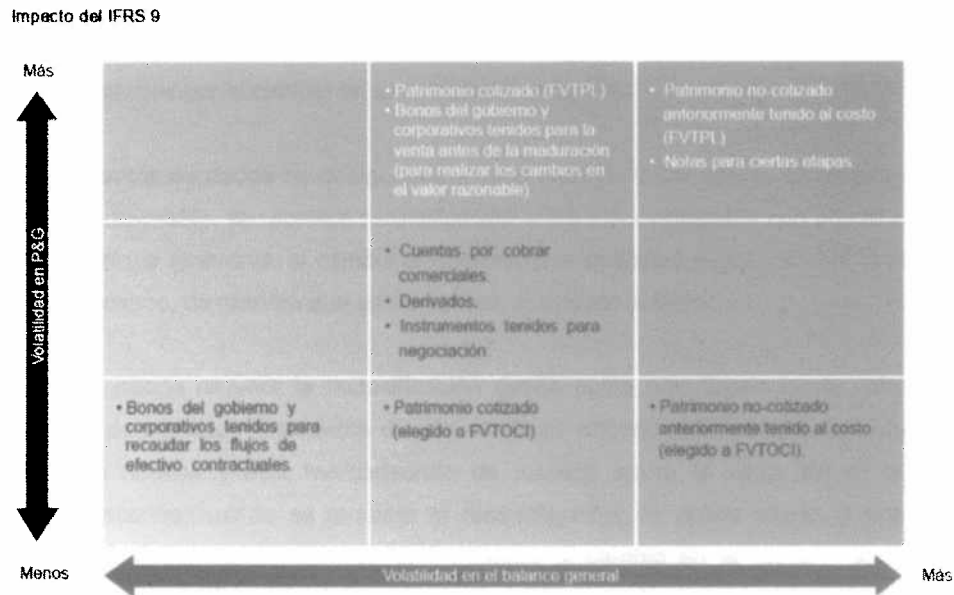 Impacto del IFRS 9
Más
• Patrimonio cotizado (FVTPL)
• Bonos del gobierno y
corporativos tenidos para la
venta antes de la maduración
(para realizar los cambios en
el valor razonable)
• Patrimonio no-cotizado
anteriormente tenido al costo
(FVTPL)
• Notas para ciertas etapas.
Volatilidad en P&G
• Cuentas por cobrar
comerciales.
• Derivados.
• Instrumentos tenidos para
negociación.
• Bonos del gobierno y
corporativos tenidos para
recaudar los flujos de
efectivo contractuales.
• Patrimonio cotizado
(elegido a FVTOCI)
• Patrimonio no-cotizado
anteriormente tenido al costo
(elegido a FVTOCI).
Menos
Volatilidad en el balance general
Más